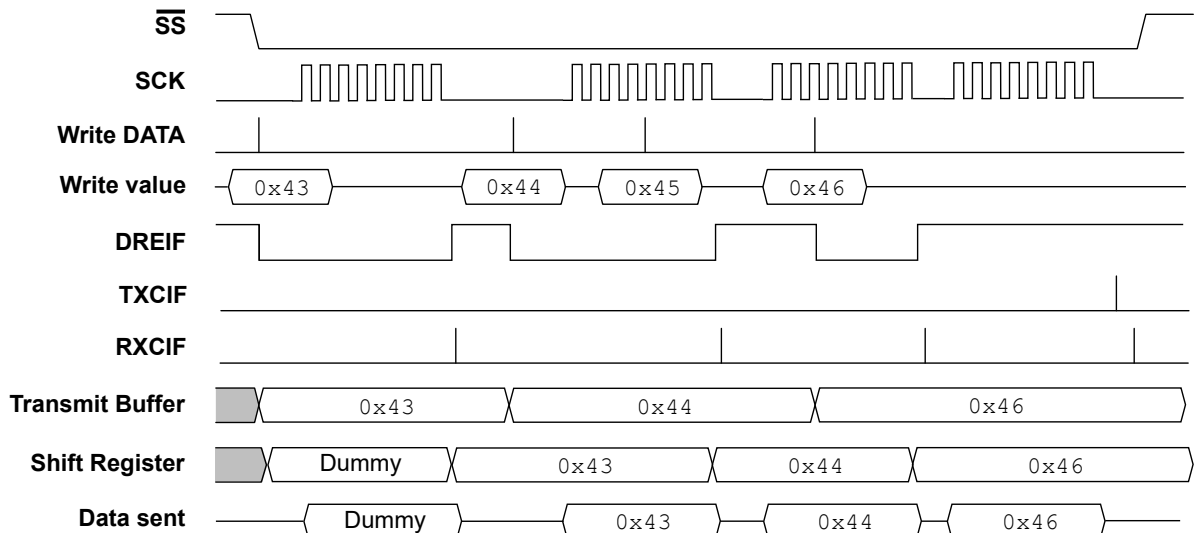 SS
SCK
Write DATA
Write value 0x43 0x44 0x45 0x46
DREIF
TXCIF
RXCIF
Transmit Buffer 0x43 0x44 0x46
Shift Register Dummy 0x43 0x44 0x46
Data sent Dummy 0x43 0x44 0x46